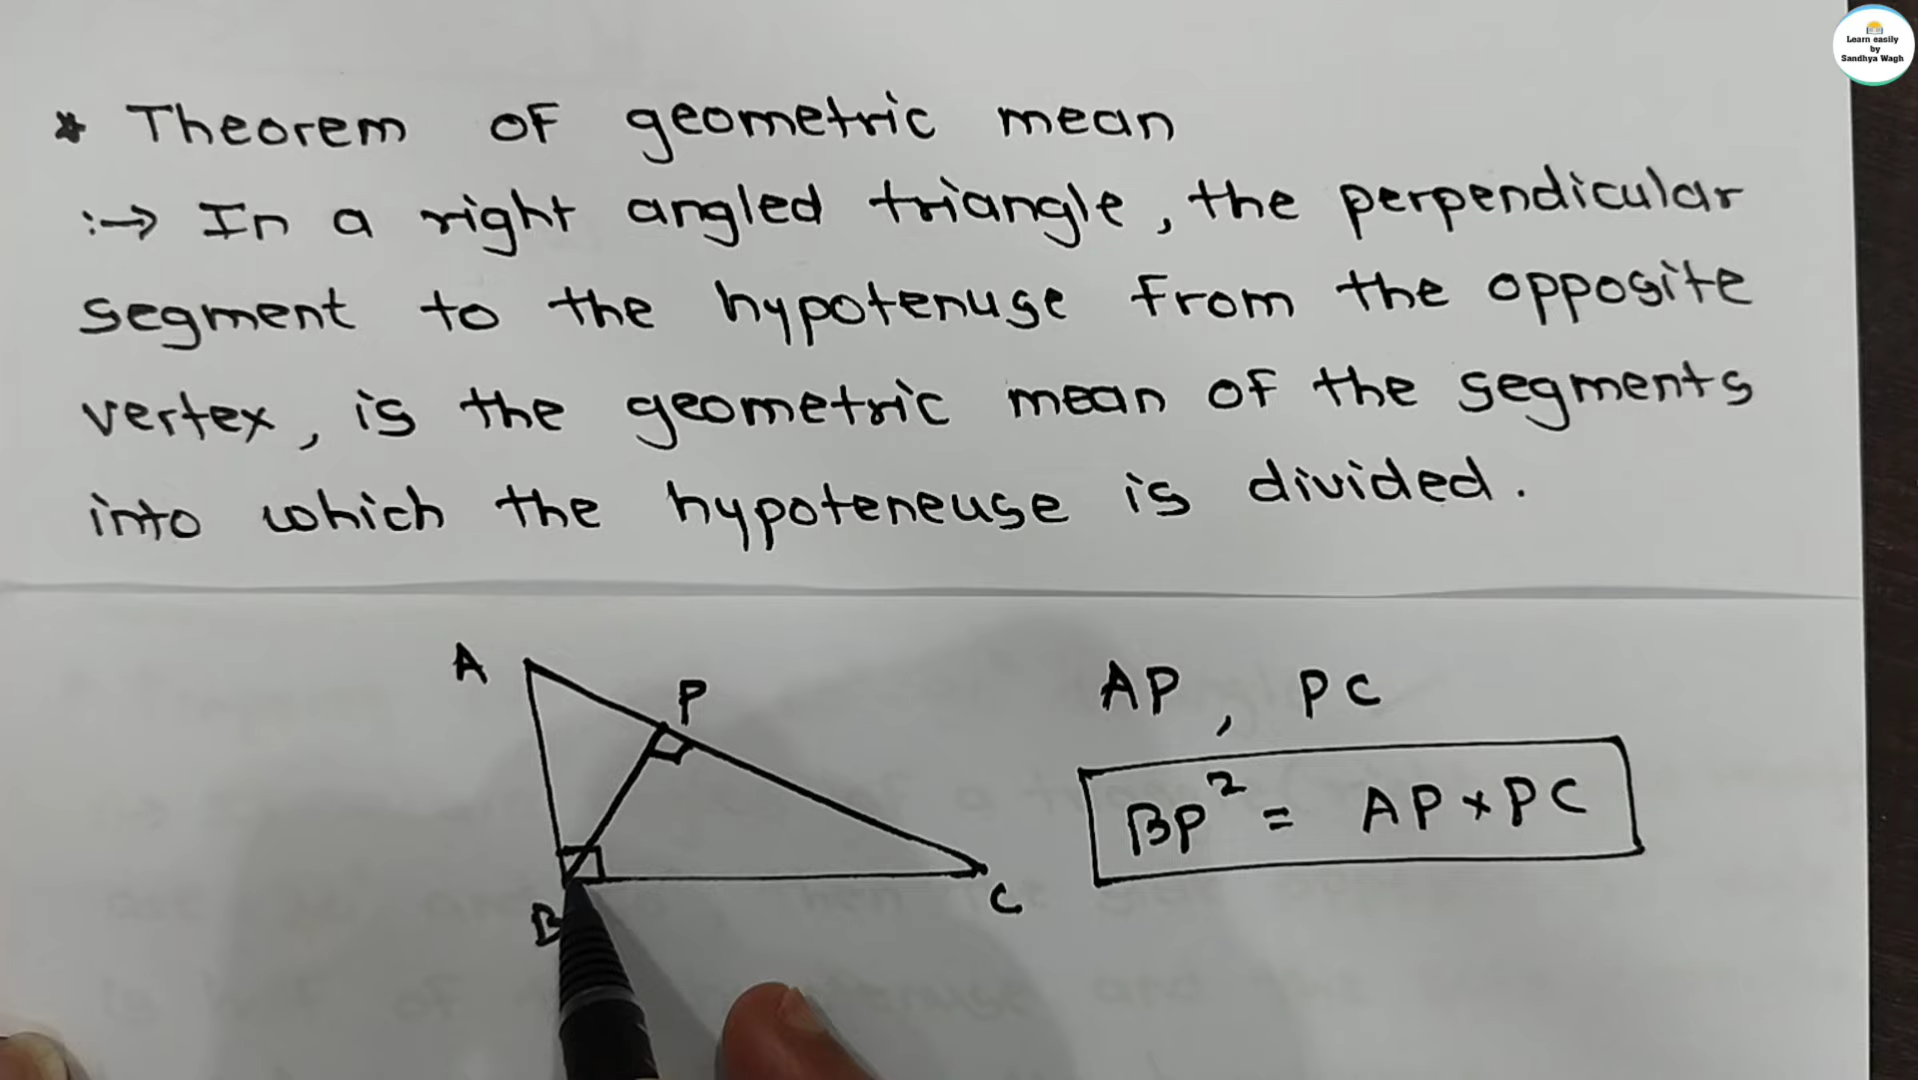 Learn easily
by
Sandhya Wagh
* Theorem of geometric mean
:→ In a right angled triangle, the perpendicular
segment to the hypotenuse from the opposite
vertex, is the geometric mean of the segments
into which the hypoteneuse is divided.
A
P
B
C
AP, PC
BP² = AP × PC